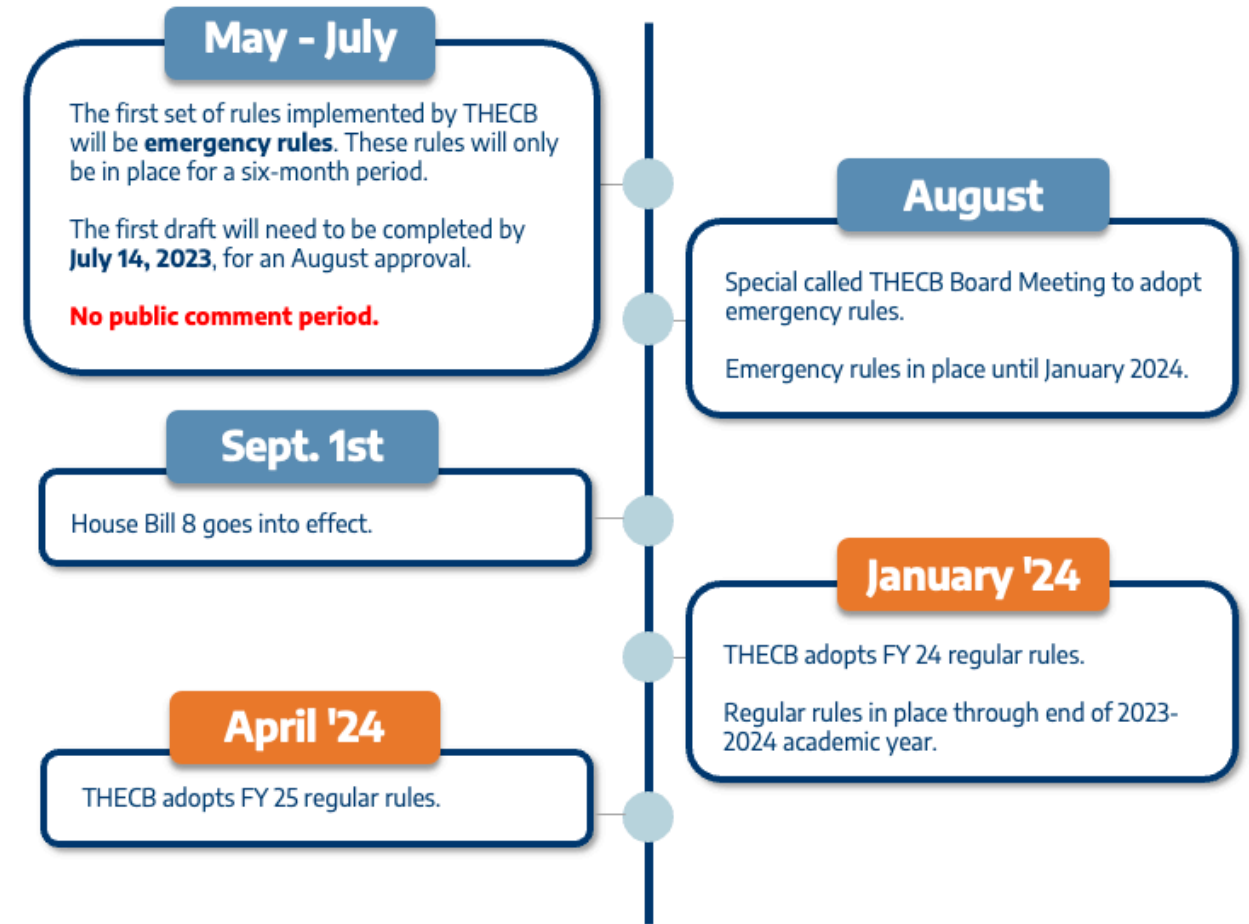 May - July
The first set of rules implemented by THECB
will be emergency rules. These rules will only
be in place for a six-month period.
The first draft will need to be completed by
July 14, 2023, for an August approval.
No public comment period.
August
Special called THECB Board Meeting to adopt
emergency rules.
Emergency rules in place until January 2024.
Sept. 1st
House Bill 8 goes into effect.
January '24
THECB adopts FY 24 regular rules.
Regular rules in place through end of 2023-
2024 academic year.
April '24
THECB adopts FY 25 regular rules.